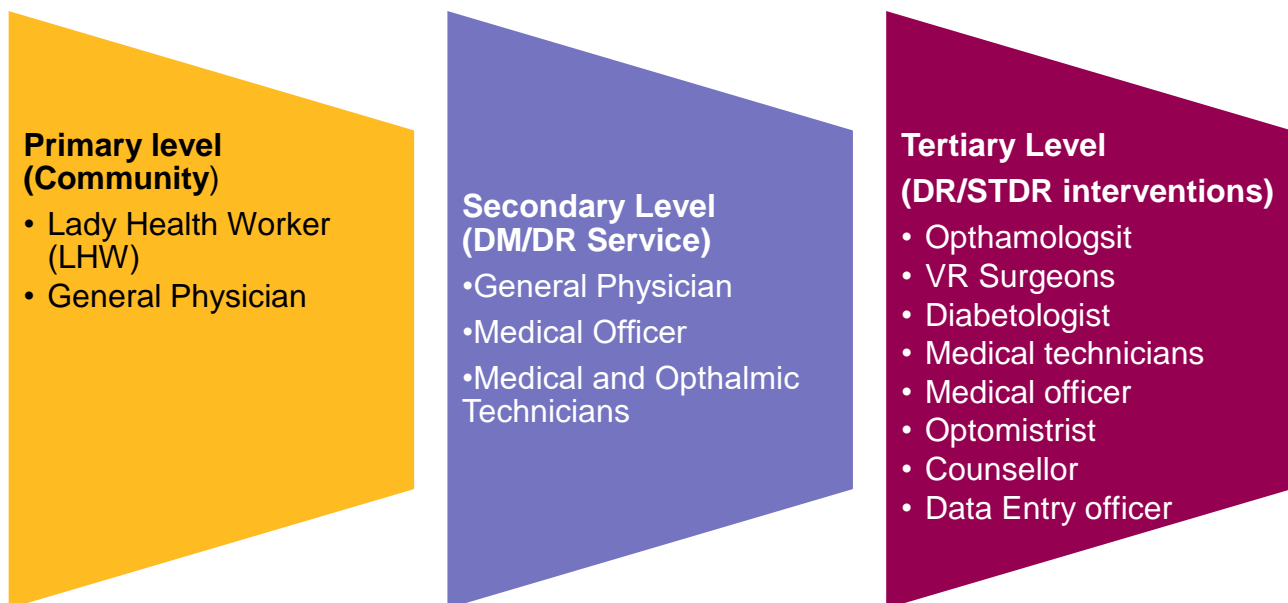 Primary level
(Community)
• Lady Health Worker
(LHW)
• General Physician
Secondary Level
(DM/DR Service)
•General Physician
•Medical Officer
•Medical and Opthalmic
Technicians
Tertiary Level
(DR/STDR interventions)
• Opthamologsit
• VR Surgeons
• Diabetologist
• Medical technicians
• Medical officer
• Optomistrist
• Counsellor
• Data Entry officer